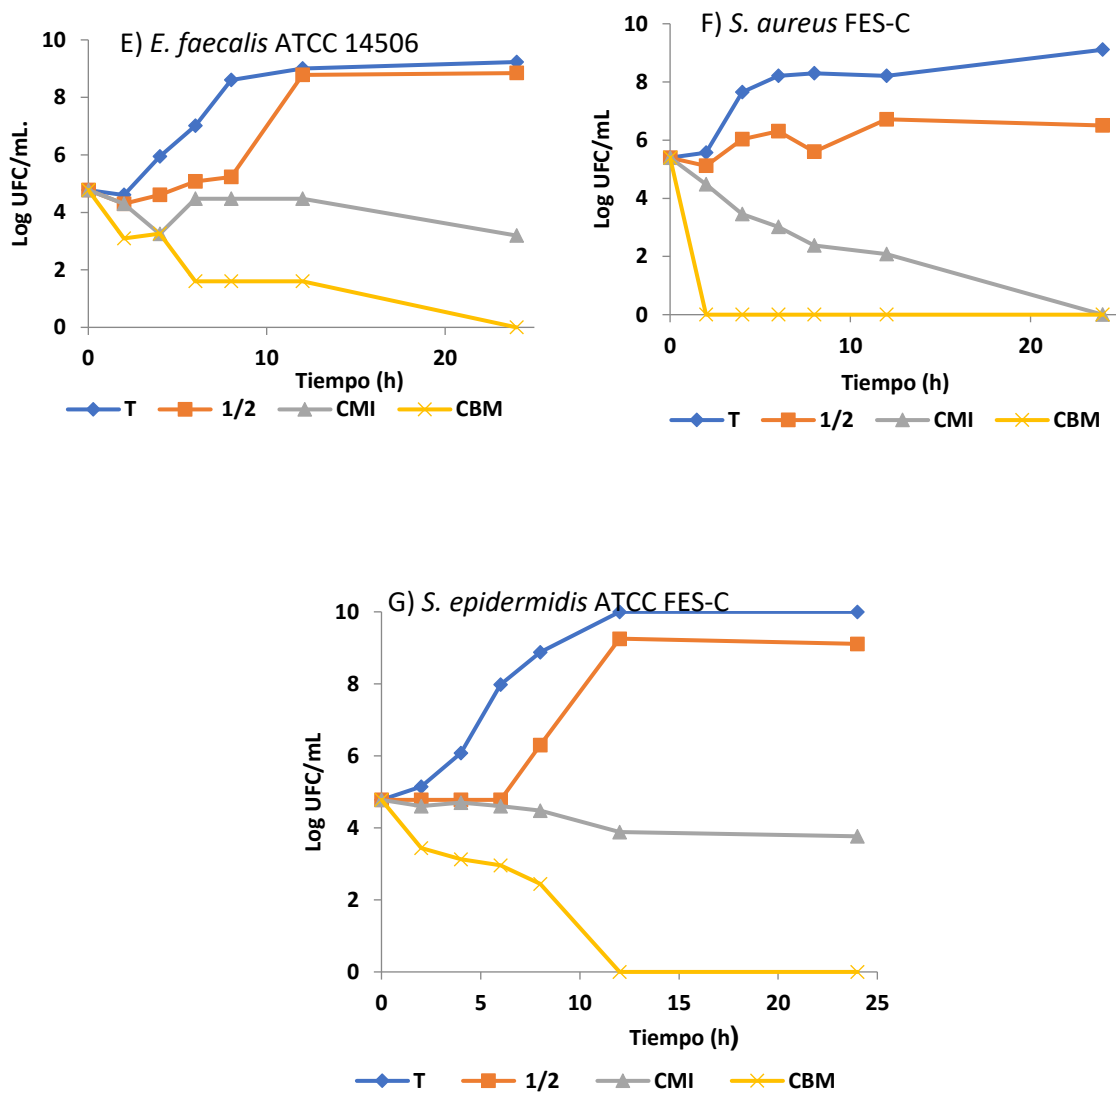 E) E. faecalis ATCC 14506
10
8
6
4
2
0
Log UFC/mL.
0 10 20
Tiempo (h)
T 1/2 CMI CBM
F) S. aureus FES-C
10
8
6
4
2
0
Log UFC/mL
0 10 20
Tiempo (h)
T 1/2 CMI CBM
G) S. epidermidis ATCC FES-C
10
8
6
4
2
0
Log UFC/mL
0 5 10 15 20 25
Tiempo (h)
T 1/2 CMI CBM